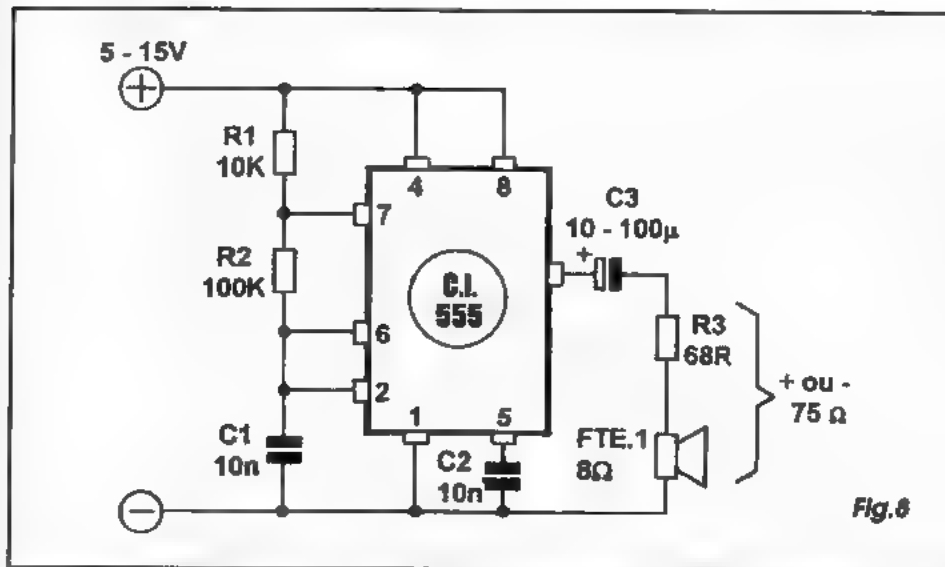 5 - 15V
R1
10K
4
8
7
C3
10 - 100µ
+
R2
100K
C.I.
555
6
R3
68R
+ ou -
75 Ω
2
1
5
C1
10n
C2
10n
FTE.1
8Ω
Fig.8